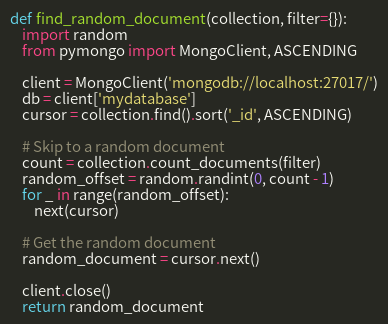 def find_random_document(collection, filter={}):
import random
from pymongo import MongoClient, ASCENDING
client = MongoClient('mongodb://localhost:27017/')
db = client['mydatabase']
cursor = collection.find().sort('_id', ASCENDING)
# Skip to a random document
count = collection.count_documents(filter)
random_offset = random.randint(0, count - 1)
for _ in range(random_offset):
next(cursor)
# Get the random document
random_document = cursor.next()
client.close()
return random_document